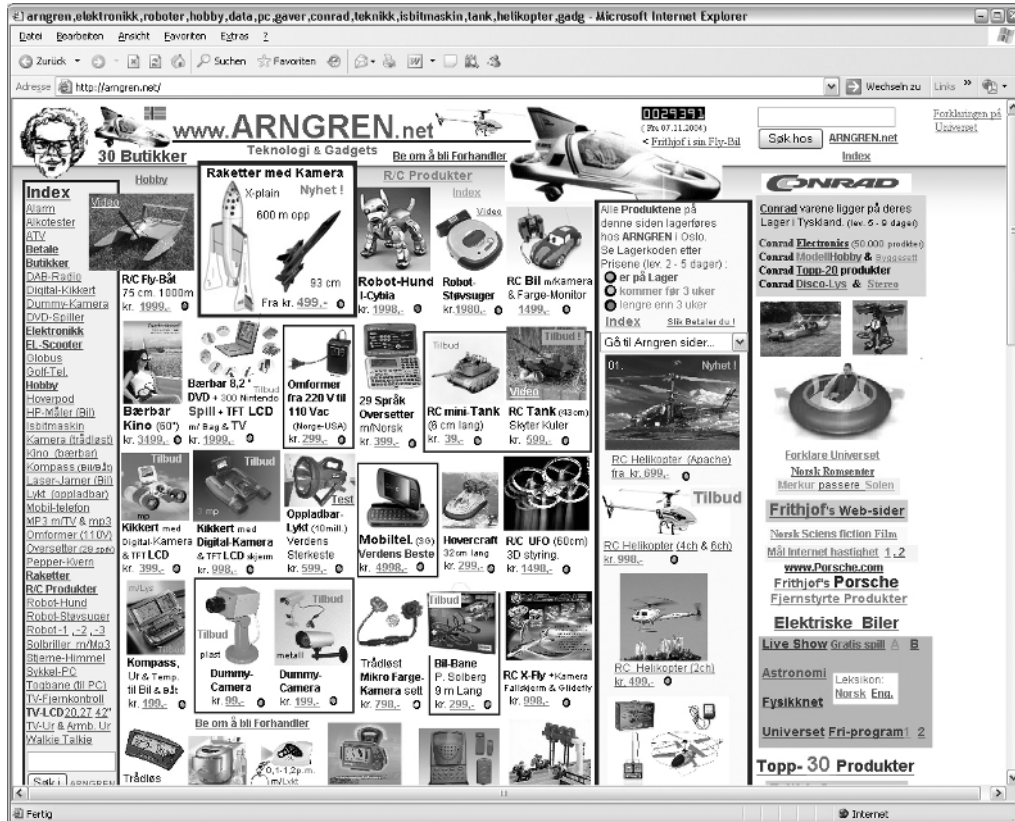 arngren,elektronikk,roboter,hobby,data,pc,gaver,conrad,teknikk,isbitmaskin,tank,helikopter,gadg - Microsoft Internet Explorer
Datei Bearbeiten Ansicht Favoriten Extras ?
Zurück Suchen Favoriten
Adresse http://arngren.net/ Wechseln zu Links
www.ARNGREN.net
Teknologi & Gadgets
30 Butikker
Be om å bli Forhandler
0029391
( Fre 07.11.2004)
< Frithjof i sin Fly-Bil
Søk hos ARNGREN.net
Index
Forklaringen på
Universet
Index
Alarm
Alkotester
ATV
Betale
Butikker
DAB-Radio
Digital-Kikkert
Dummy-Kamera
DVD-Spiller
Elektronikk
EL-Scooter
Globus
Golf-Tel.
Hobby
Hoverpod
HP-Måler (Bil)
Isbitmaskin
Kamera (trådløst)
Kino (bærbar)
Kompass (Bil/Båt)
Laser-Jamer (Bil)
Lykt (oppladbar)
Mobil-telefon
MP3 m/TV & mp3
Omformer (110V)
Oversetter (29 språk)
Pepper-Kvern
Raketter
R/C Produkter
Robot-Hund
Robot-Støvsuger
Robot-1 ,-2, -3
Solbriller m/Mp3
Stjerne-Himmel
Sykkel-PC
Togbane (til PC)
TV-Fjernkontroll
TV-LCD 20,27 42"
TV-Ur & Armb. Ur
Walkie Talkie
Søk i ARNGREN
Hobby
Video
R/C Fly-Båt
75 cm. 1000m
kr. 1999,-
Raketter med Kamera
X-plain Nyhet !
600 m opp
93 cm
Fra kr. 499,-
R/C Produkter
Index
Robot-Hund
I-Cybia
kr. 1998,-
Video
Robot-
Støvsuger
kr.1980,-
RC Bil m/kamera
& Farge-Monitor
1499,-
Bærbar
Kino (60")
kr. 3499,-
Tilbud
Bærbar 8,2"
DVD + 300 Nintendo
Spill + TFT LCD
m/ Bag & TV
kr. 1999,-
Omformer
fra 220 V til
110 Vac
(Norge-USA)
kr. 299,-
29 Språk
Oversetter
m/Norsk
kr. 399,-
Tilbud
RC mini-Tank
(6 cm lang)
kr. 39,-
Tilbud !
Video
RC Tank (43cm)
Skyter Kuler
kr. 599,-
Tilbud
Kikkert med
Digital-Kamera
& TFT LCD
kr. 399,-
Tilbud
3 mp
Kikkert med
Digital-Kamera
& TFT LCD skjerm
kr. 998,-
Tilbud
Test
Oppladbar-
Lykt (10mill.)
Verdens
Sterkeste
kr. 599,-
Mobiltel. (3G)
Verdens Beste
kr. 4998,-
Hovercraft
32cm lang
kr. 299,-
R/C UFO (60cm)
3D styring.
kr. 1498,-
m/Lys
Tilbud
Kompass,
Ur & Temp.
til Bil & Båt
kr. 199,-
Tilbud
plast
Dummy-
Camera
kr. 99,-
Tilbud
metall
Dummy-
Camera
kr. 199,-
Trådløst
Mikro Farge-
Kamera sett
kr. 798,-
Tilbud
Bil-Bane
P. Solberg
9 m Lang
kr. 299,-
RC X-Fly +Kamera
Fallskjerm & Glidefly
kr. 999,-
Be om å bli Forhandler
Trådløs
0,1-1,2p.m.
m/Lykt
Alle Produktene på
denne siden lagerføres
hos ARNGREN i Oslo.
Se Lagerkoden etter
Prisene (lev. 2 - 5 dager) :
er på Lager
kommer før 3 uker
lengre enn 3 uker
Index Slik Betaler du !
Gå til Arngren sider...
01. Nyhet !
RC Helikopter (Apache)
fra kr. 699,-
Tilbud
RC Helikopter (4ch & 6ch)
kr. 998,-
RC Helikopter (2ch)
kr. 499,-
CONRAD
Conrad varene ligger på deres
Lager i Tyskland. (lev. 5 - 9 dager)
Conrad Electronics (50.000 produkter)
Conrad ModellHobby & Byggesett
Conrad Topp-20 produkter
Conrad Disco-Lys & Stereo
Forklare Universet
Norsk Romsenter
Merkur passere Solen
Frithjof's Web-sider
Norsk Sciens fiction Film
Mål Internet hastighet 1 , 2
www.Porsche.com
Frithjof's Porsche
Fjernstyrte Produkter
Elektriske Biler
Live Show Gratis spill A B
Astronomi
Leksikon:
Norsk Eng.
Fysikknet
Universet Fri-program 1 2
Topp- 30 Produkter
Fertig Internet